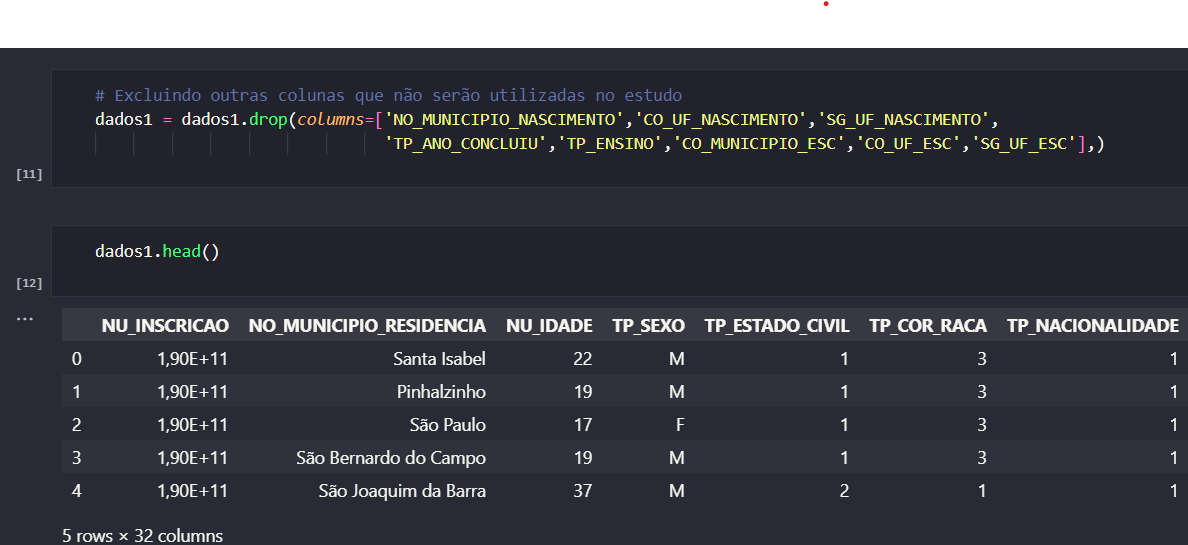 # Excluindo outras colunas que não serão utilizadas no estudo
dados1 = dados1.drop(columns=['NO_MUNICIPIO_NASCIMENTO','CO_UF_NASCIMENTO','SG_UF_NASCIMENTO',
'TP_ANO_CONCLUIU','TP_ENSINO','CO_MUNICIPIO_ESC','CO_UF_ESC','SG_UF_ESC'],)
[11]
dados1.head()
[12]
...
NU_INSCRICAO NO_MUNICIPIO_RESIDENCIA NU_IDADE TP_SEXO TP_ESTADO_CIVIL TP_COR_RACA TP_NACIONALIDADE
0 1,90E+11 Santa Isabel 22 M 1 3 1
1 1,90E+11 Pinhalzinho 19 M 1 3 1
2 1,90E+11 São Paulo 17 F 1 3 1
3 1,90E+11 São Bernardo do Campo 19 M 1 3 1
4 1,90E+11 São Joaquim da Barra 37 M 2 1 1
5 rows × 32 columns